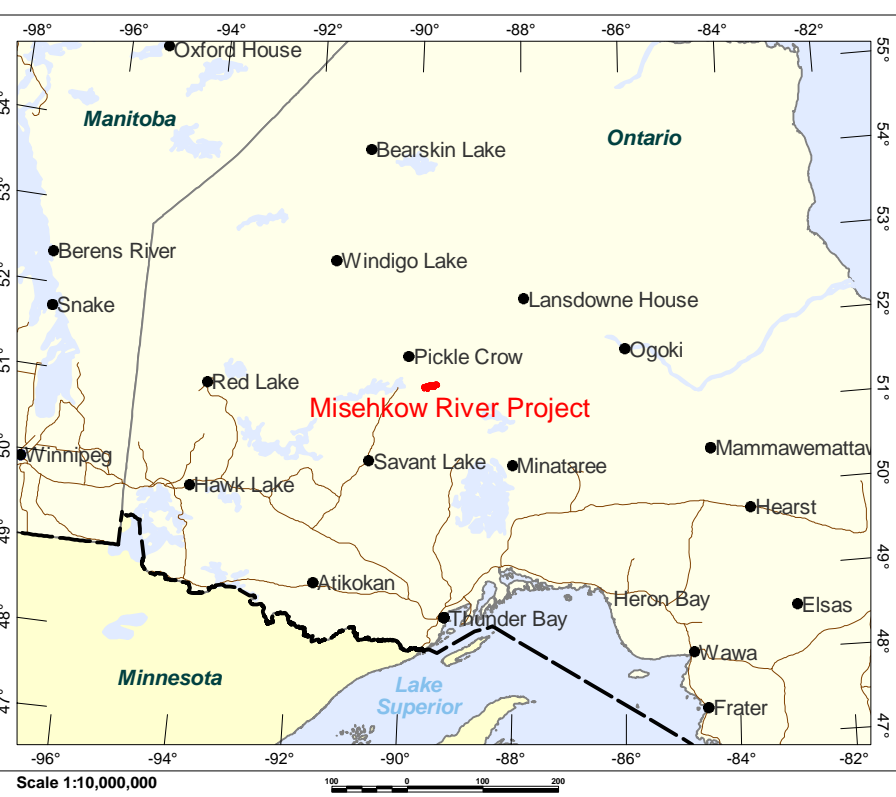 -98° -96° -94° -92° -90° -88° -86° -84° -82°
55°
Oxford House
54°
Manitoba
Ontario
54°
Bearskin Lake
53°
53°
Berens River
Windigo Lake
52°
Lansdowne House
52°
Snake
Ogoki
Pickle Crow
51°
Red Lake
51°
Misehkow River Project
50°
Winnipeg
Savant Lake
Minataree
Mammawemattaw
50°
Hawk Lake
Hearst
49°
49°
Atikokan
Heron Bay
Elsas
48°
Thunder Bay
48°
Wawa
Minnesota
Lake
Superior
47°
Frater
47°
-96° -94° -92° -90° -88° -86° -84° -82°
Scale 1:10,000,000
100 0 100 200